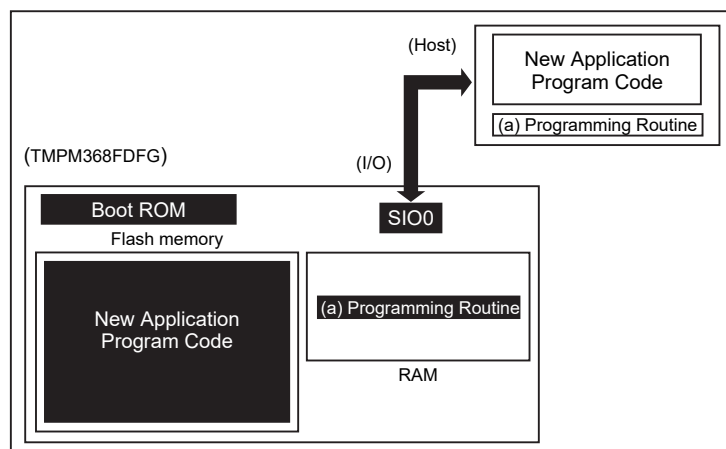 (Host)
New Application
Program Code
(a) Programming Routine
(TMPM368FDFG)
(I/O)
Boot ROM
SIO0
Flash memory
New Application
Program Code
(a) Programming Routine
RAM